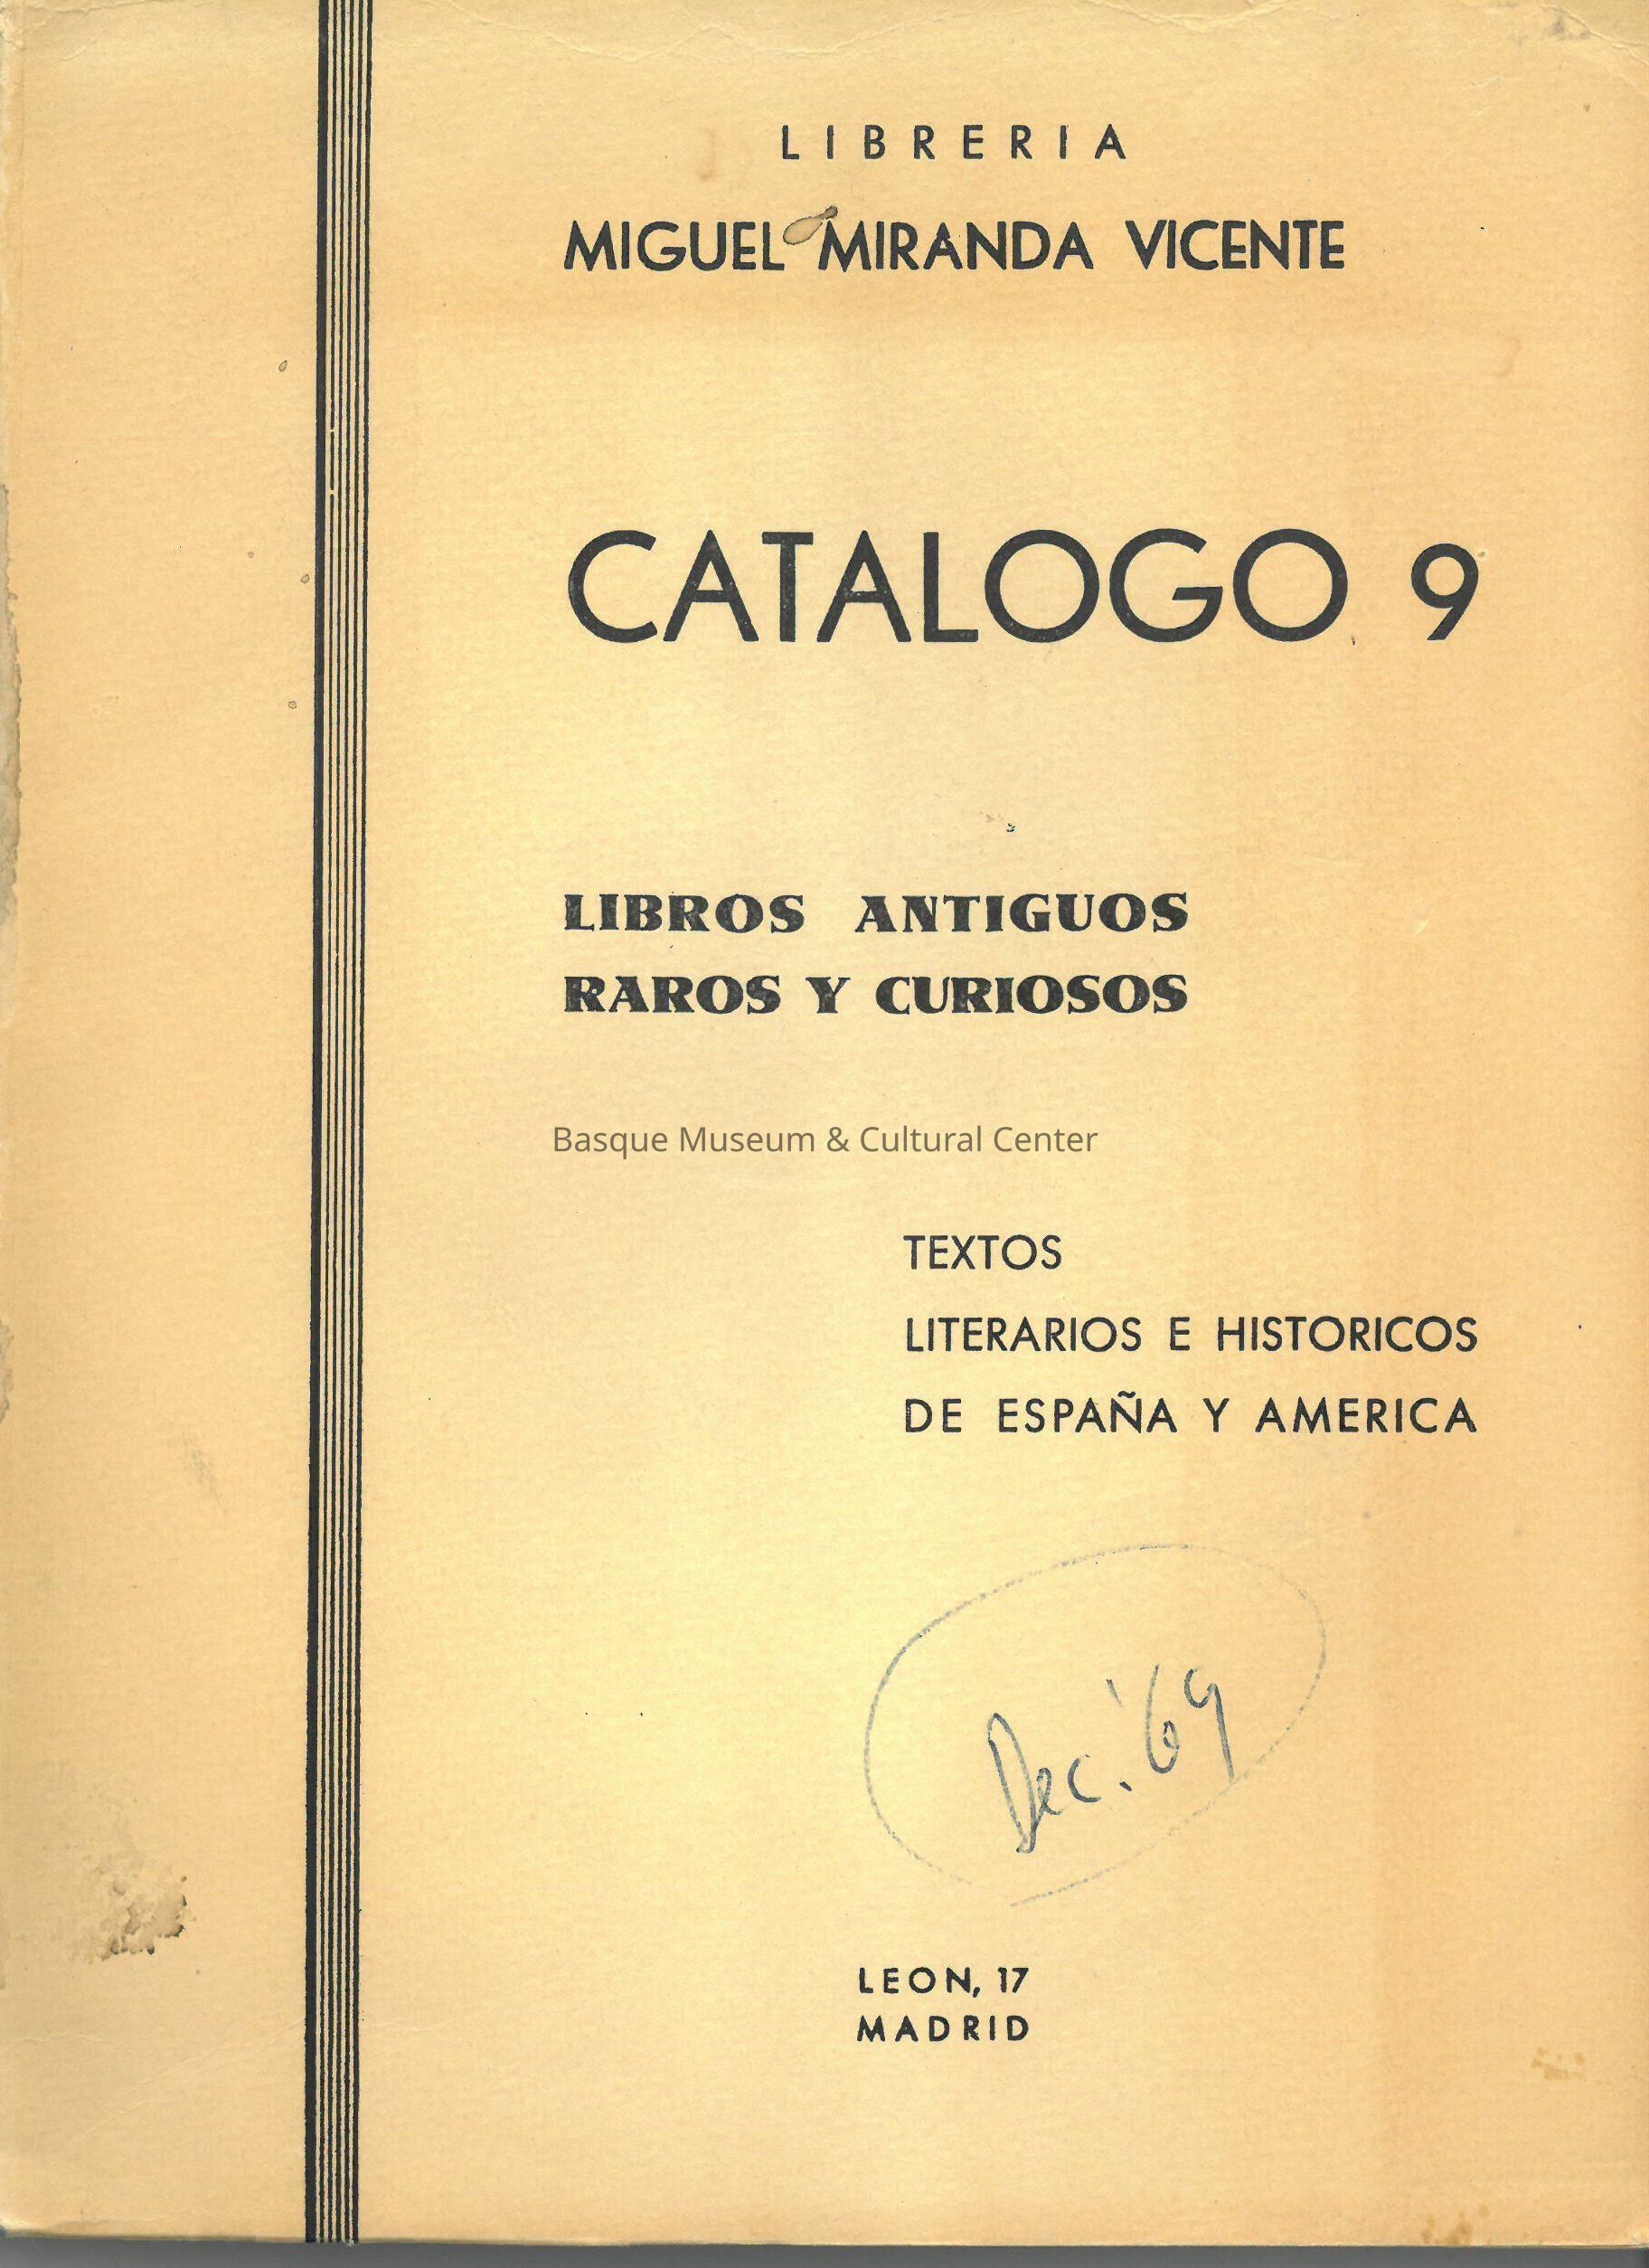 LIBRERIA
MIGUEL MIRANDA VICENTE
CATALOGO 9
LIBROS ANTIGUOS
RAROS Y CURIOSOS
Basque Museum & Cultural Center
TEXTOS
LITERARIOS E HISTORICOS
DE ESPAÑA Y AMERICA
Dec. '69
LEON, 17
MADRID